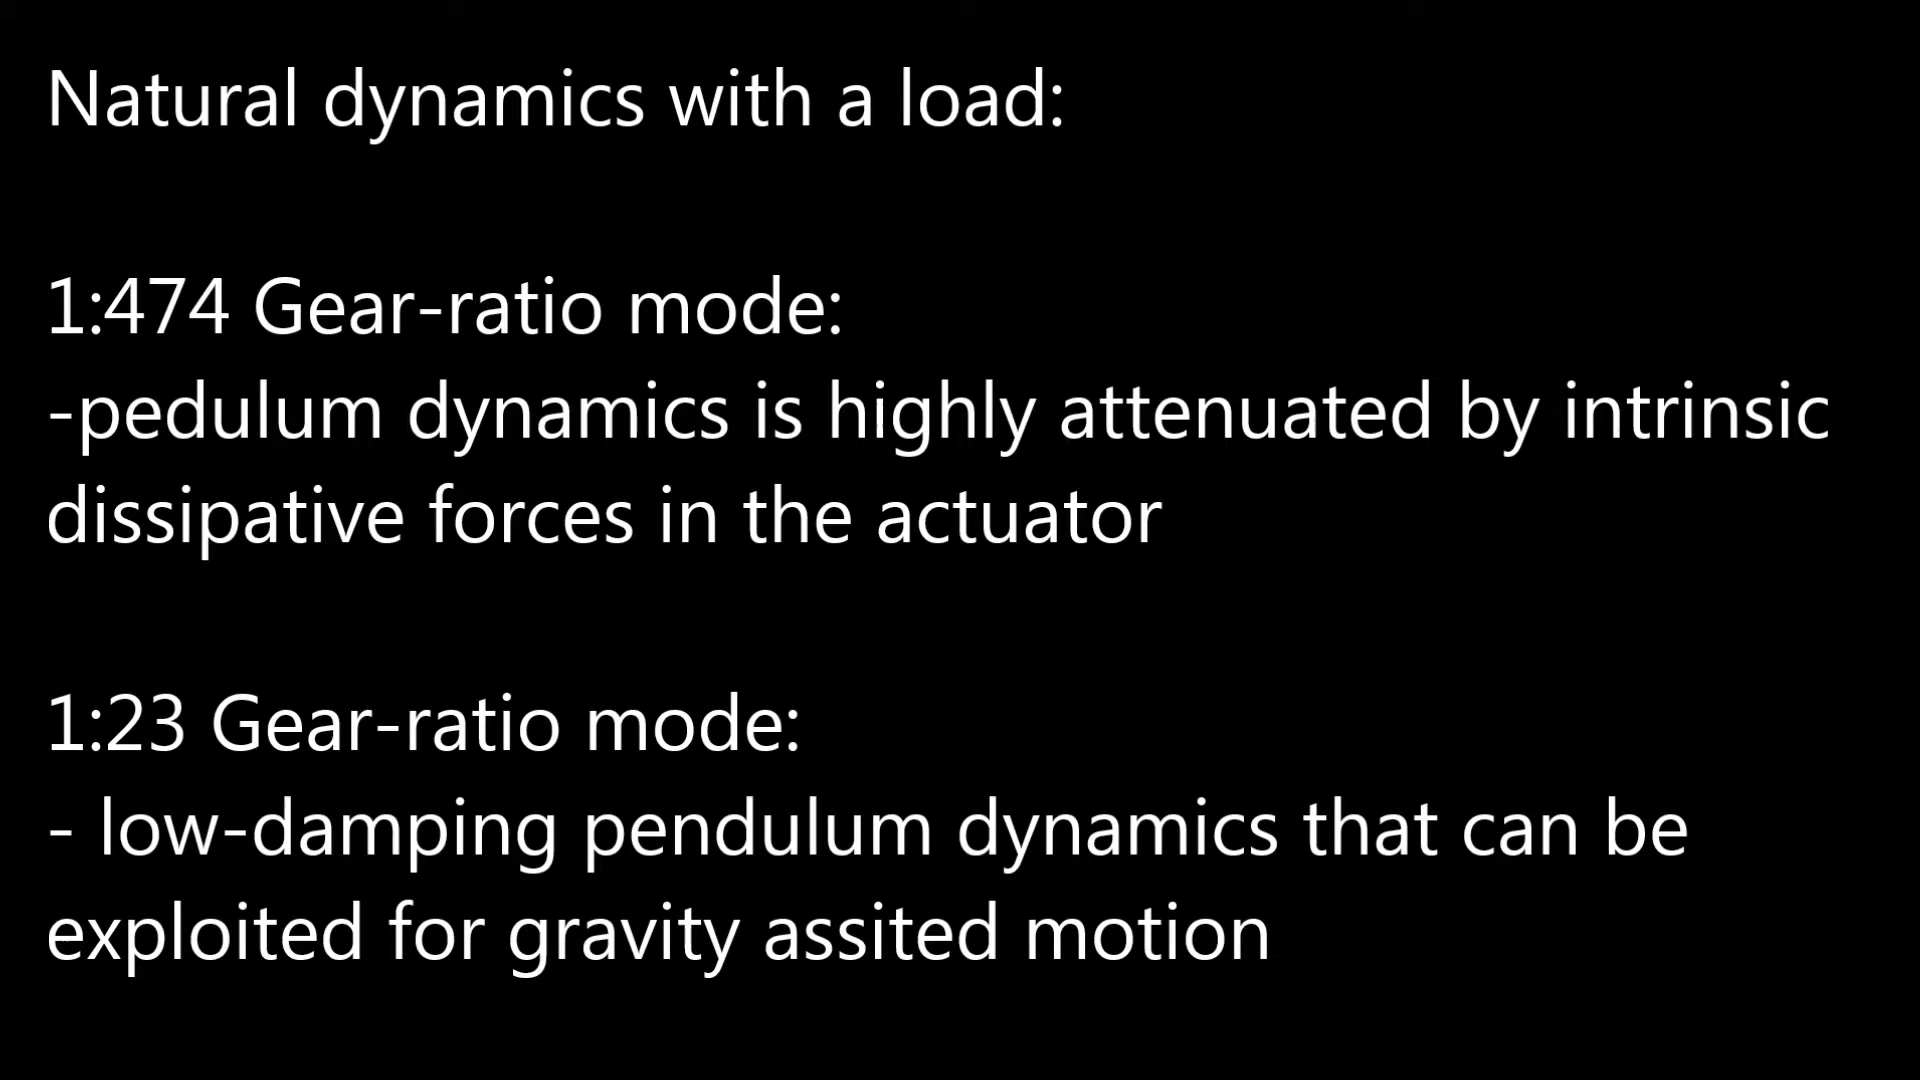 Natural dynamics with a load:
1:474 Gear-ratio mode:
-pedulum dynamics is highly attenuated by intrinsic
dissipative forces in the actuator
1:23 Gear-ratio mode:
- low-damping pendulum dynamics that can be
exploited for gravity assited motion